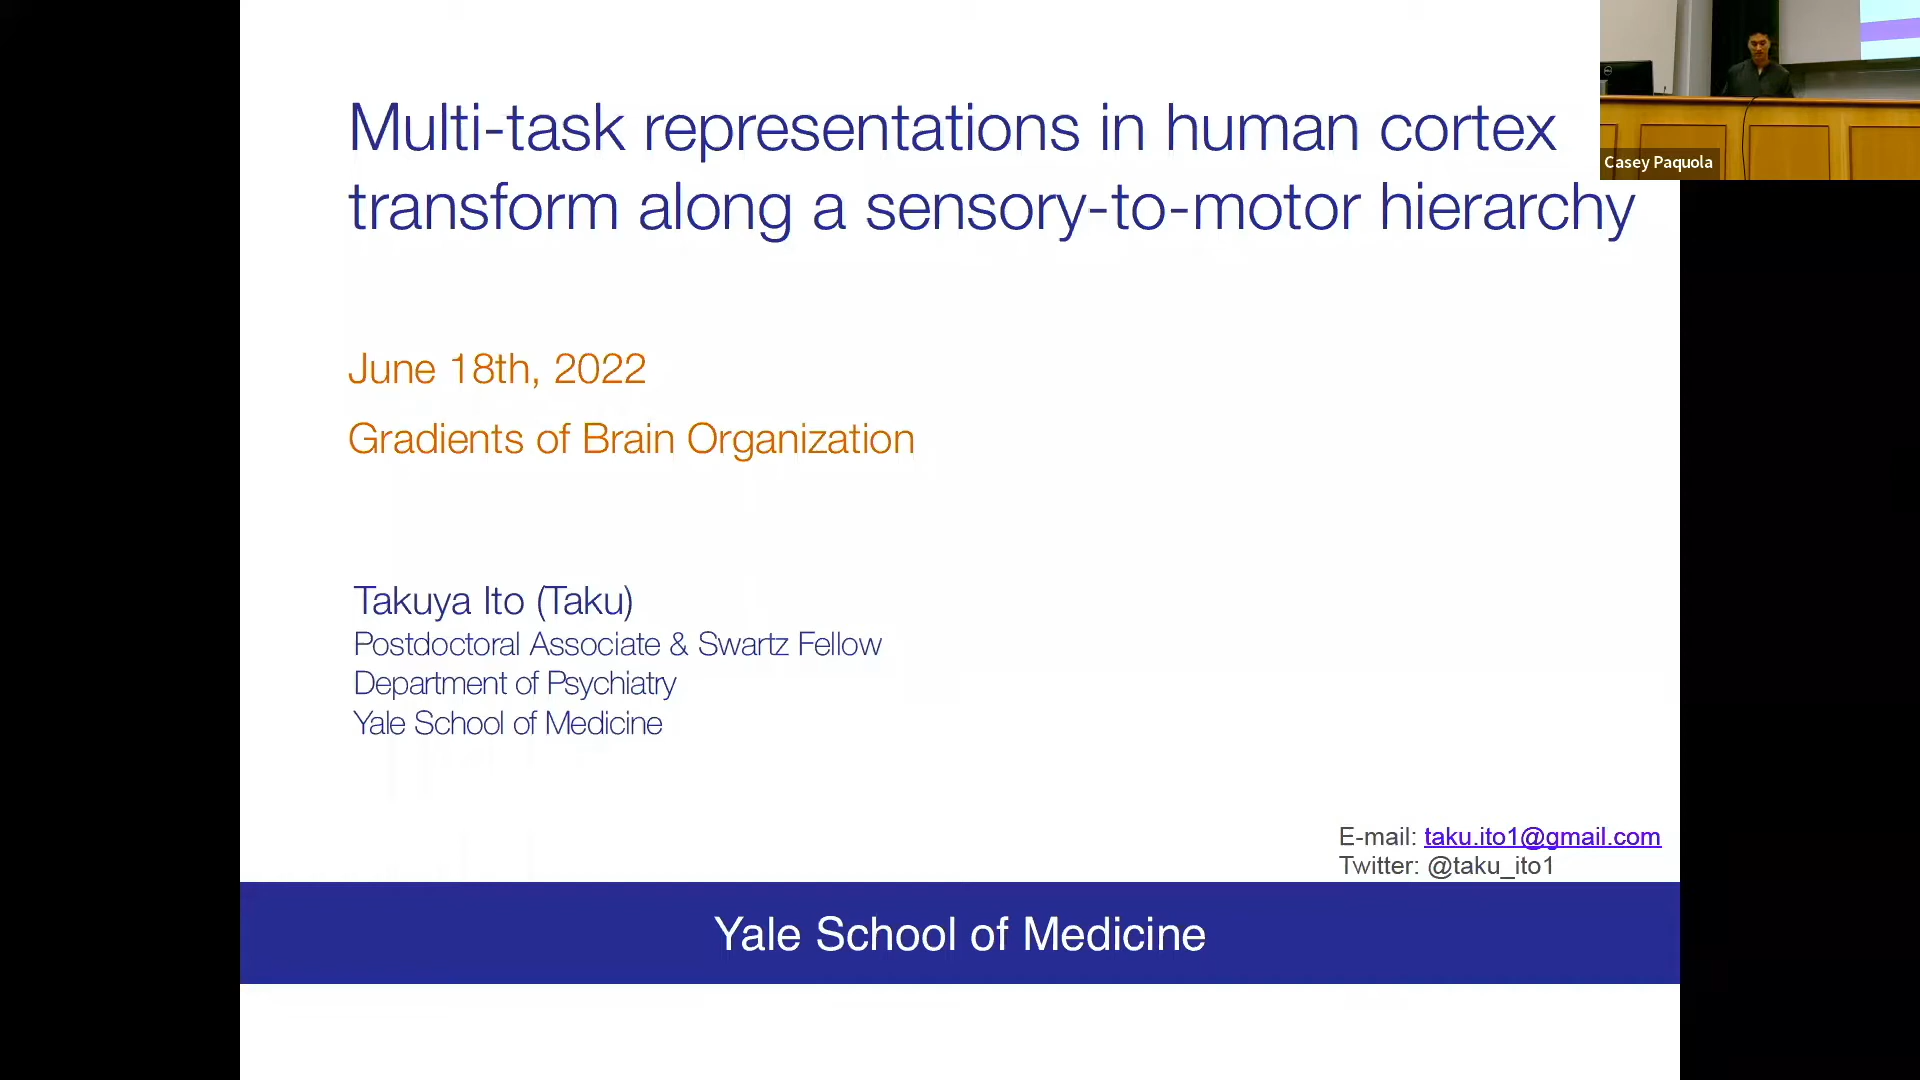 Multi-task representations in human cortex
transform along a sensory-to-motor hierarchy
Casey Paquola
June 18th, 2022
Gradients of Brain Organization
Takuya Ito (Taku)
Postdoctoral Associate & Swartz Fellow
Department of Psychiatry
Yale School of Medicine
E-mail: taku.ito1@gmail.com
Twitter: @taku_ito1
Yale School of Medicine